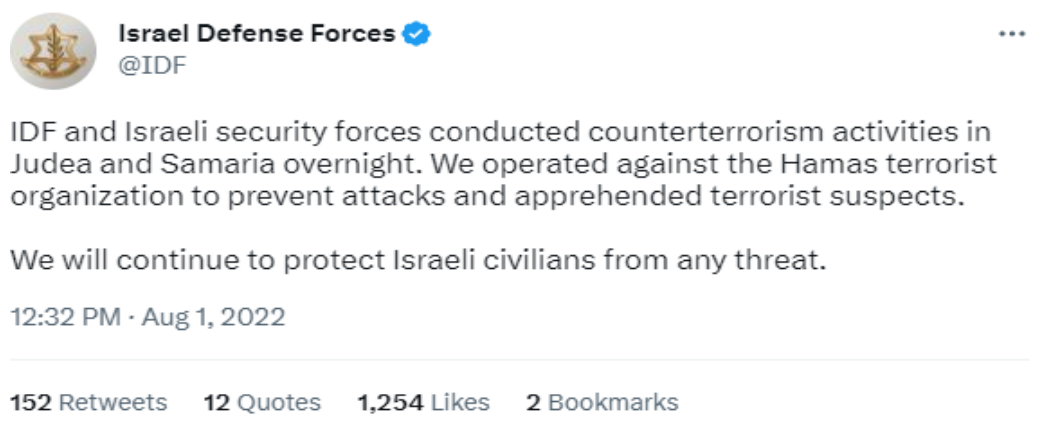 Israel Defense Forces
@IDF
IDF and Israeli security forces conducted counterterrorism activities in
Judea and Samaria overnight. We operated against the Hamas terrorist
organization to prevent attacks and apprehended terrorist suspects.
We will continue to protect Israeli civilians from any threat.
12:32 PM · Aug 1, 2022
152 Retweets 12 Quotes 1,254 Likes 2 Bookmarks